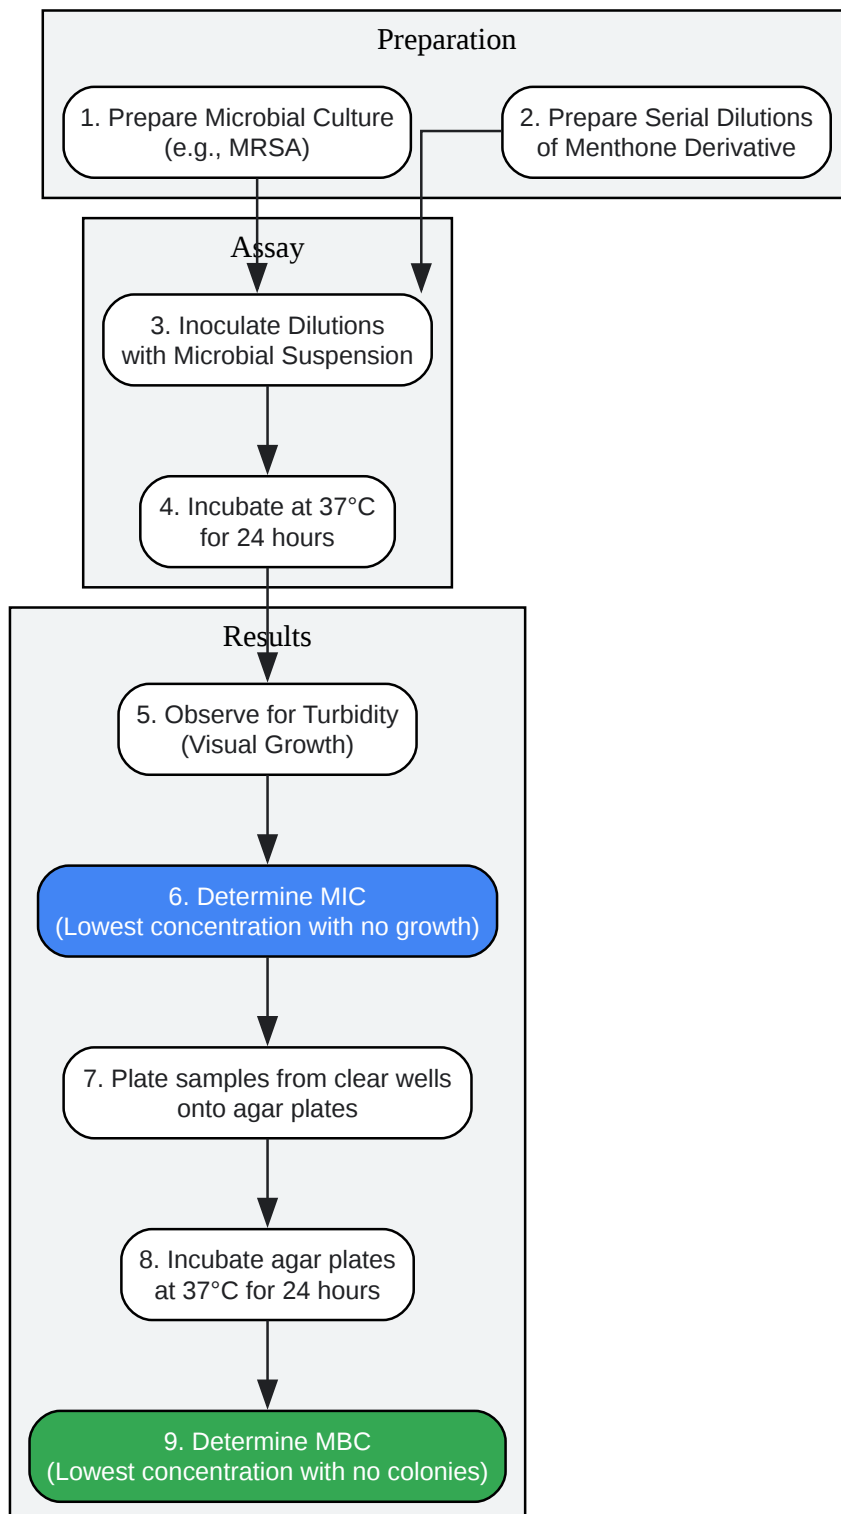 Preparation
1. Prepare Microbial Culture
(e.g., MRSA)
2. Prepare Serial Dilutions
of Menthone Derivative
Assay
3. Inoculate Dilutions
with Microbial Suspension
4. Incubate at 37°C
for 24 hours
Results
5. Observe for Turbidity
(Visual Growth)
6. Determine MIC
(Lowest concentration with no growth)
7. Plate samples from clear wells
onto agar plates
8. Incubate agar plates
at 37°C for 24 hours
9. Determine MBC
(Lowest concentration with no colonies)